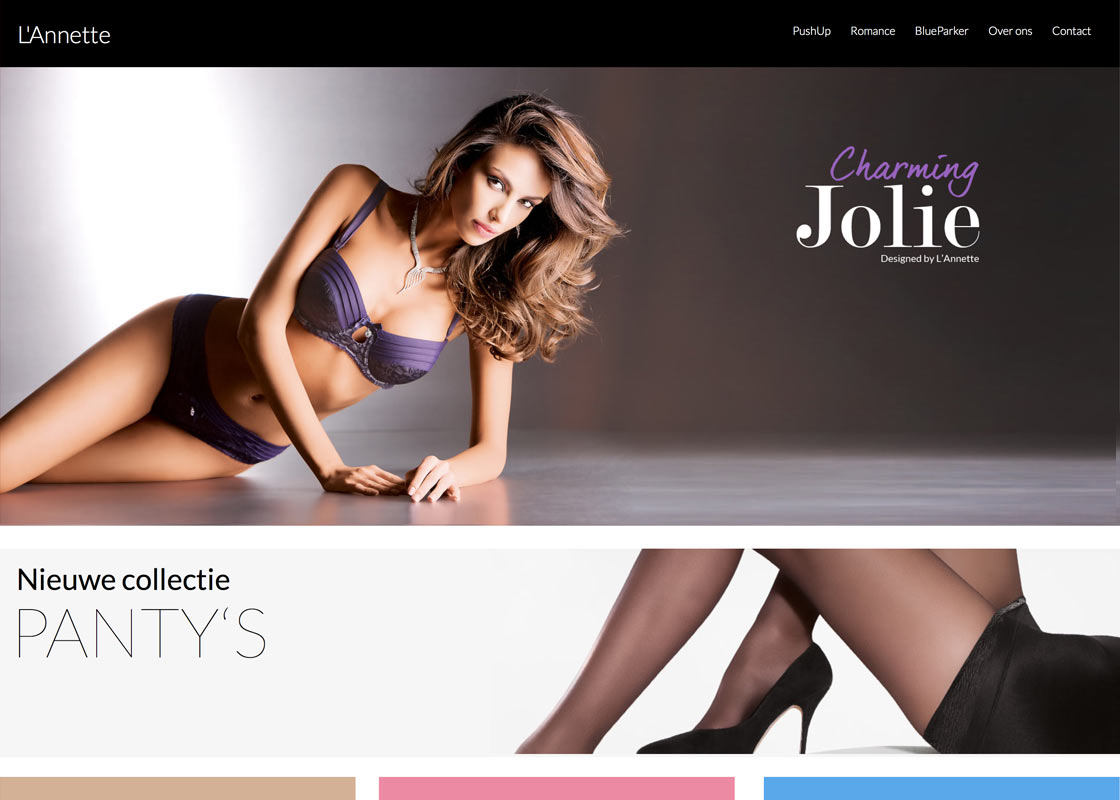 L'Annette
PushUp Romance BlueParker Over ons Contact
Charming
Jolie
Designed by L'Annette
Nieuwe collectie
PANTY‘S